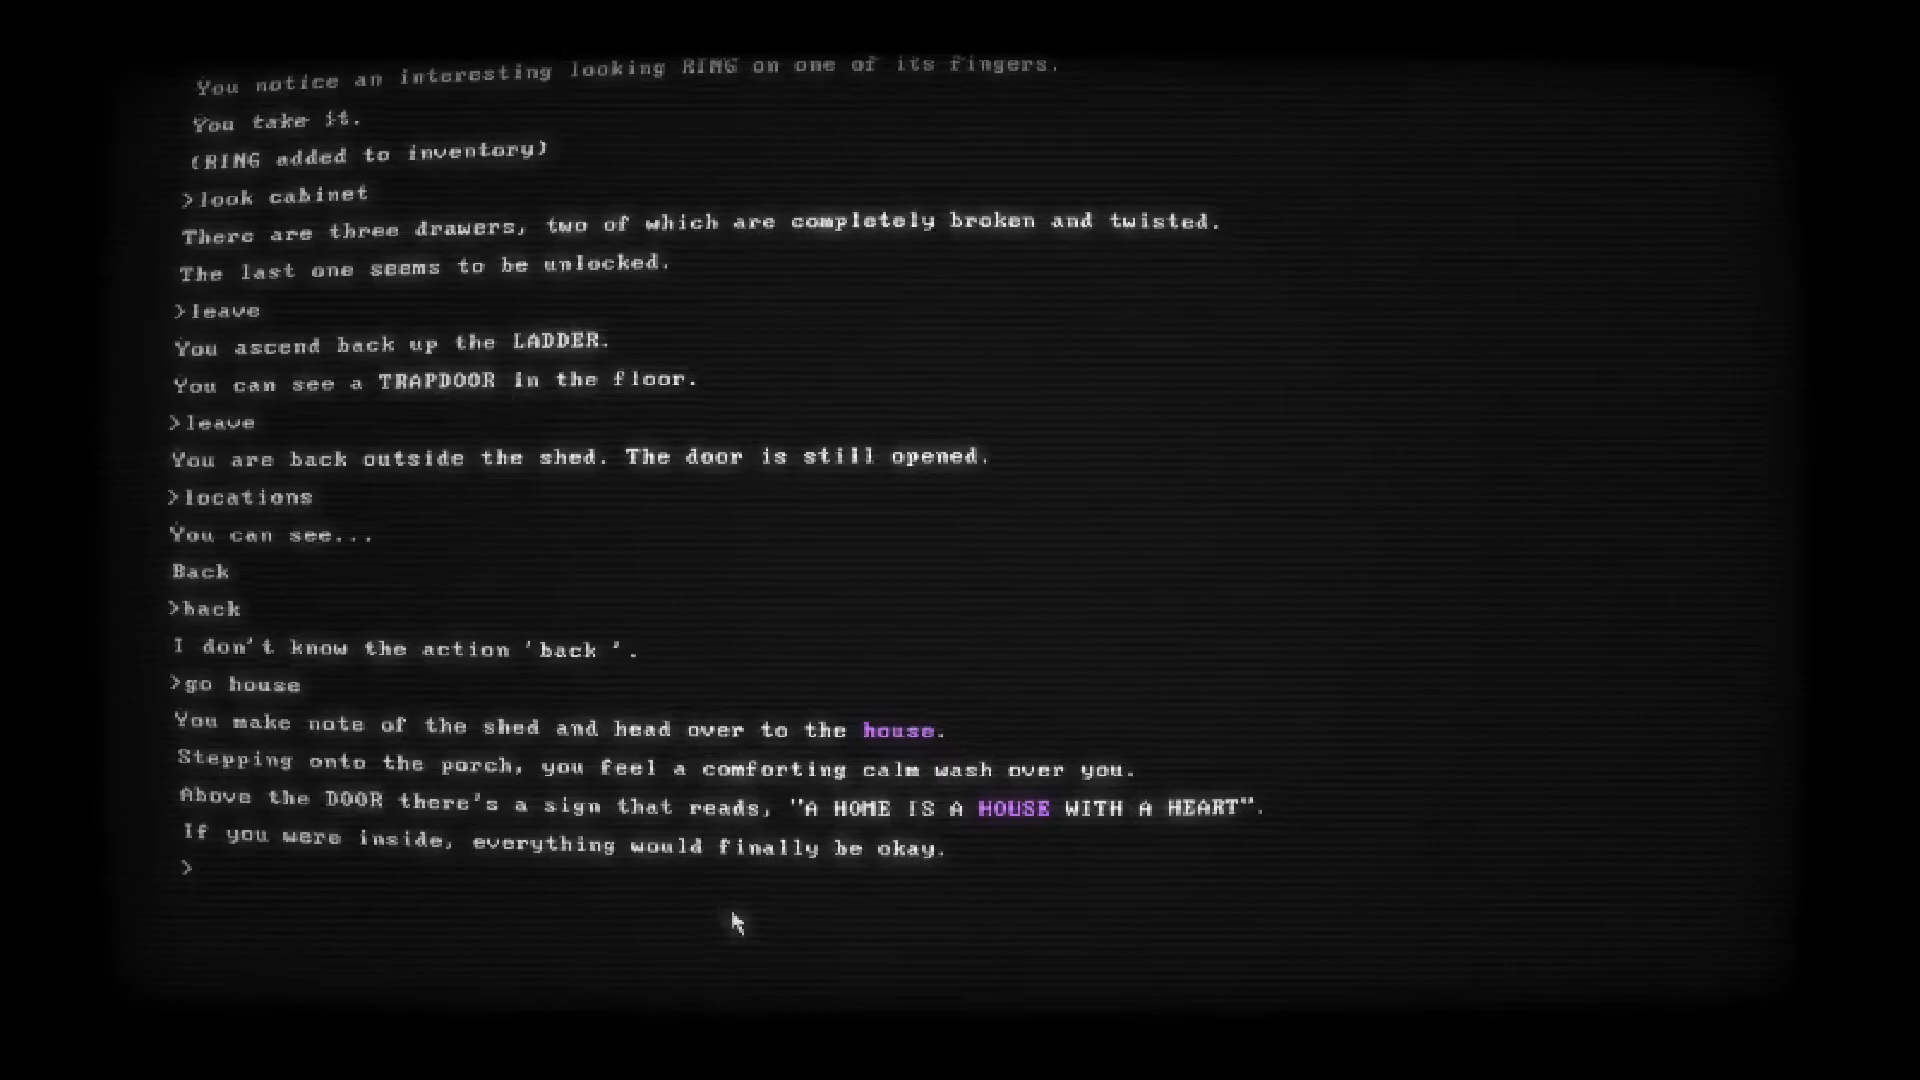 You notice an interesting looking RING on one of its fingers.
You take it.
(RING added to inventory)
>look cabinet
There are three drawers, two of which are completely broken and twisted.
The last one seems to be unlocked.
>leave
You ascend back up the LADDER.
You can see a TRAPDOOR in the floor.
>leave
You are back outside the shed. The door is still opened.
>locations
You can see...
Back
>back
I don't know the action 'back '.
>go house
You make note of the shed and head over to the house.
Stepping onto the porch, you feel a comforting calm wash over you.
Above the DOOR there's a sign that reads, "A HOME IS A HOUSE WITH A HEART".
If you were inside, everything would finally be okay.
>